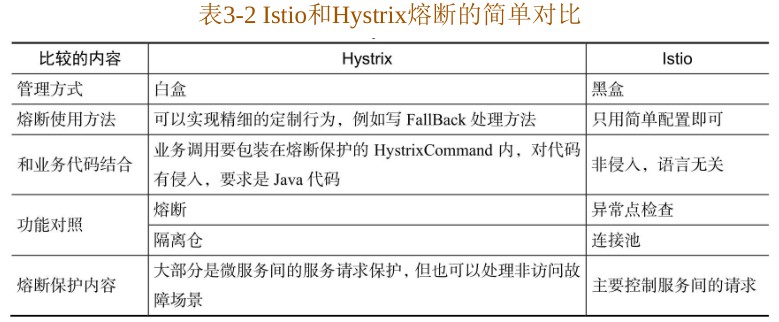 表3-2 Istio和Hystrix熔断的简单对比
比较的内容 Hystrix Istio
管理方式 白盒 黑盒
熔断使用方法 可以实现精细的定制行为，例如写 FallBack 处理方法 只用简单配置即可
和业务代码结合 业务调用要包装在熔断保护的 HystrixCommand 内，对代码
有侵入，要求是 Java 代码 非侵入，语言无关
功能对照 熔断 异常点检查
隔离仓 连接池
熔断保护内容 大部分是微服务间的服务请求保护，但也可以处理非访问故
障场景 主要控制服务间的请求